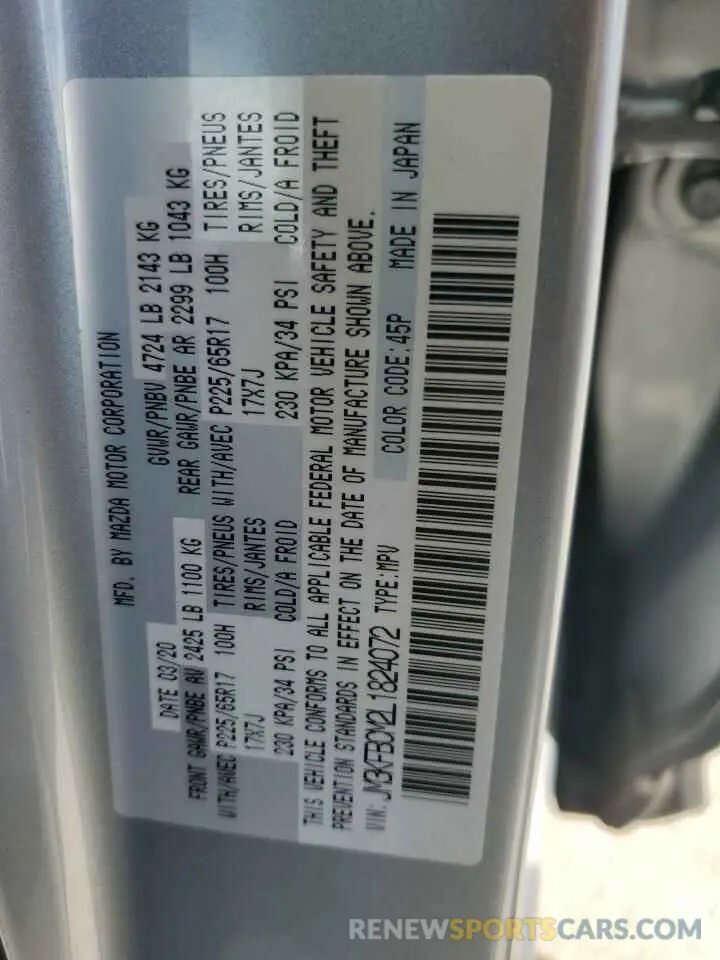 MFD. BY MAZDA MOTOR CORPORATION
DATE 03/20 GVWR/PNBV 4724 LB 2143 KG
FRONT GAWR/PNBE AV 2425 LB 1100 KG REAR GAWR/PNBE AR 2299 LB 1043 KG
WITH/AVEC P225/65R17 100H TIRES/PNEUS WITH/AVEC P225/65R17 100H TIRES/PNEUS
17X7J RIMS/JANTES 17X7J RIMS/JANTES
230 KPA/34 PSI COLD/A FROID 230 KPA/34 PSI COLD/A FROID
THIS VEHICLE CONFORMS TO ALL APPLICABLE FEDERAL MOTOR VEHICLE SAFETY AND THEFT
PREVENTION STANDARDS IN EFFECT ON THE DATE OF MANUFACTURE SHOWN ABOVE.
VIN: JM3KFBCM2L1824072 TYPE:MPV COLOR CODE:45P MADE IN JAPAN
RENEWSPORTSCARS.COM